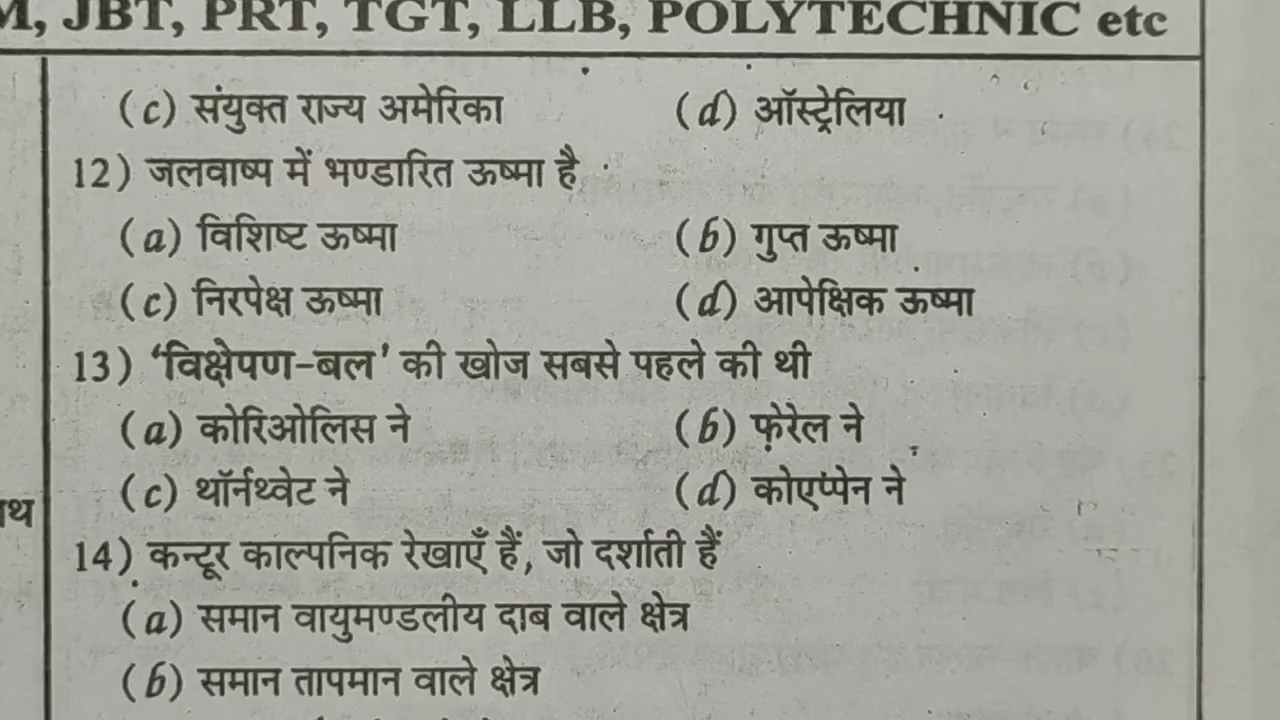 M, JBT, PRT, TGT, LLB, POLYTECHNIC etc
(c) संयुक्त राज्य अमेरिका (d) ऑस्ट्रेलिया
12) जलवाष्प में भण्डारित ऊष्मा है
(a) विशिष्ट ऊष्मा (b) गुप्त ऊष्मा
(c) निरपेक्ष ऊष्मा (d) आपेक्षिक ऊष्मा
13) 'विक्षेपण-बल' की खोज सबसे पहले की थी
(a) कोरिओलिस ने (b) फ़ेरेल ने
(c) थॉर्नथ्वेट ने (d) कोएप्पेन ने
14) कन्टूर काल्पनिक रेखाएँ हैं, जो दर्शाती हैं
(a) समान वायुमण्डलीय दाब वाले क्षेत्र
(b) समान तापमान वाले क्षेत्र